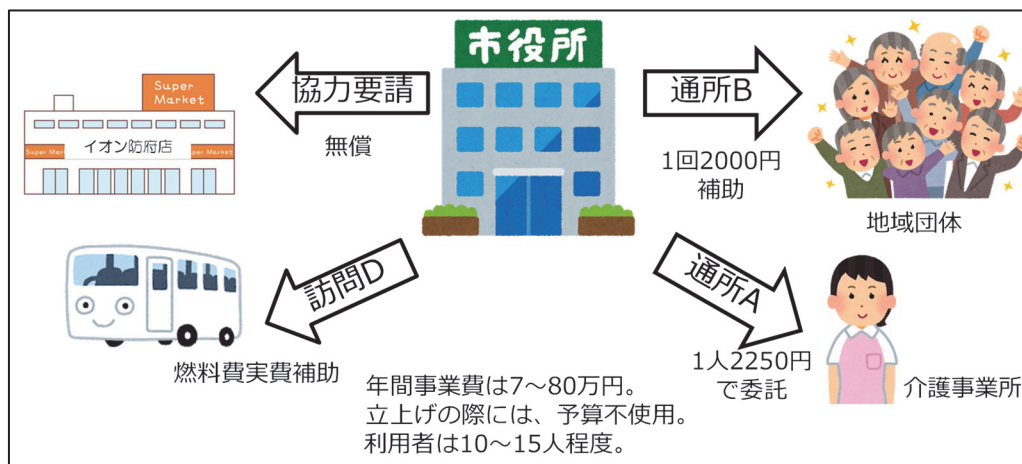 市役所
協力要請
無償
Super
Market
Super Mar
イオン防府店
er Market
通所B
1回2000円
補助
地域団体
訪問D
燃料費実費補助
通所A
1人2250円
で委託
介護事業所
年間事業費は7～80万円。
立上げの際には、予算不使用。
利用者は10～15人程度。